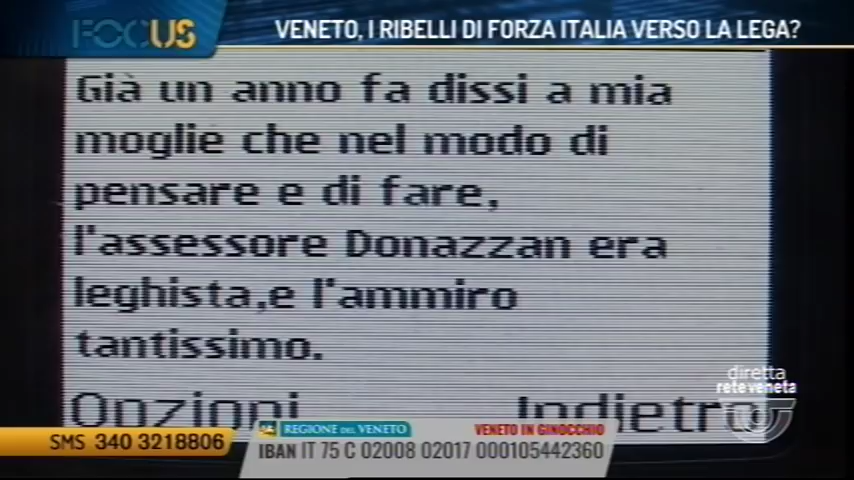 FOCUS
VENETO, I RIBELLI DI FORZA ITALIA VERSO LA LEGA?
Già un anno fa dissi a mia
moglie che nel modo di
pensare e di fare,
l'assessore Donazzan era
leghista,e l'ammiro
tantissimo.
Opzioni Indietro
diretta
reteveneta
SMS 340 3218806
REGIONE DEL VENETO
VENETO IN GINOCCHIO
IBAN IT 75 C 02008 02017 000105442360